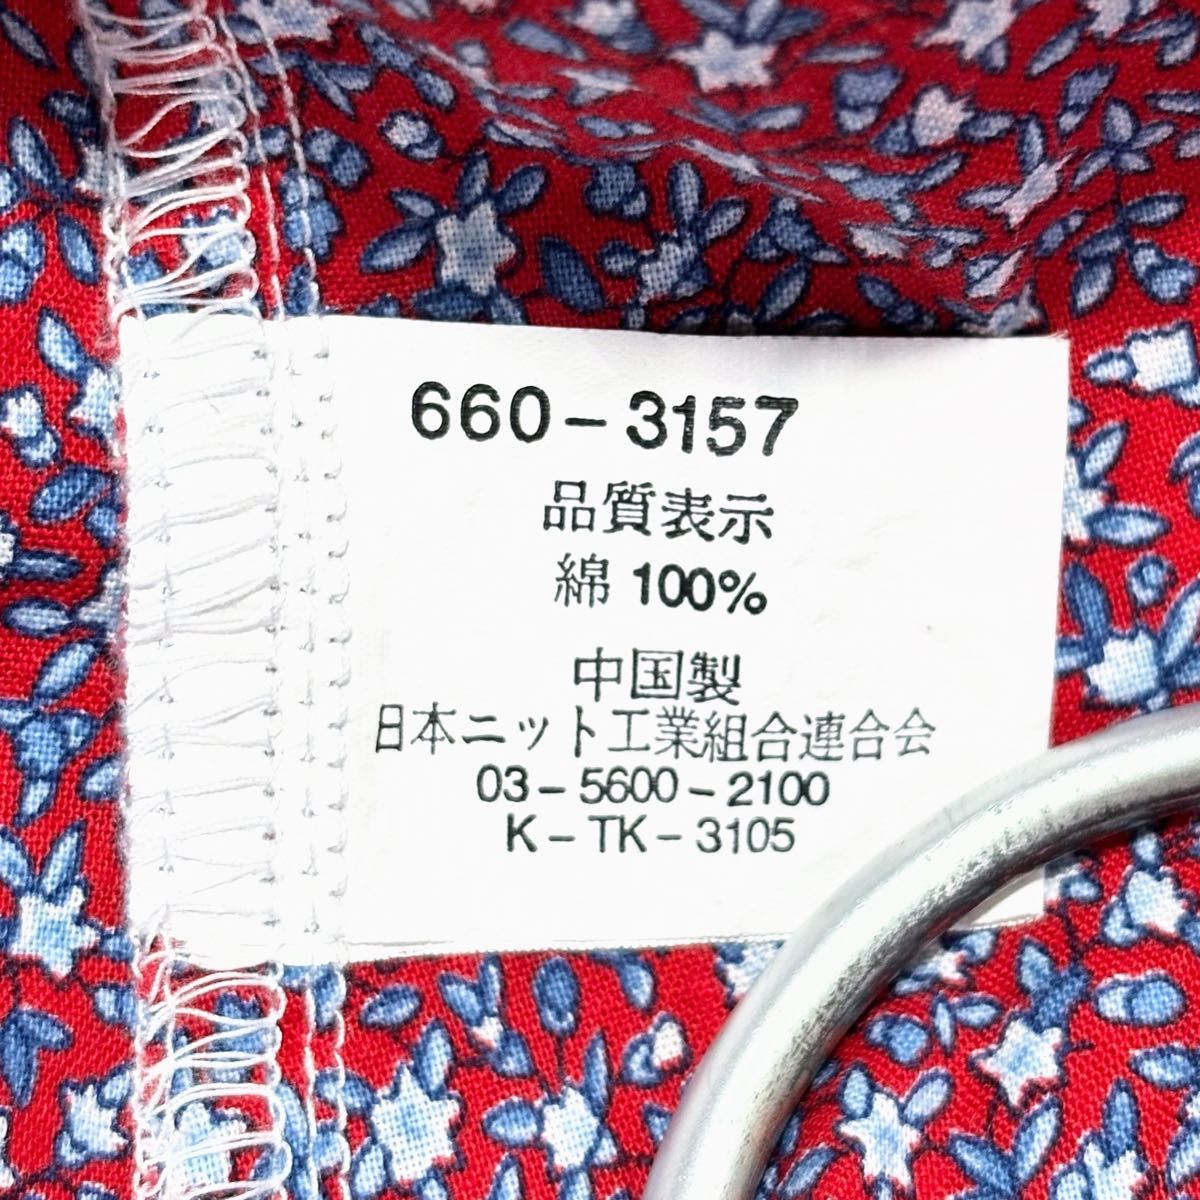 660-3157
品質表示
綿 100%
中国製
日本ニット工業組合連合会
03-5600-2100
K-TK-3105